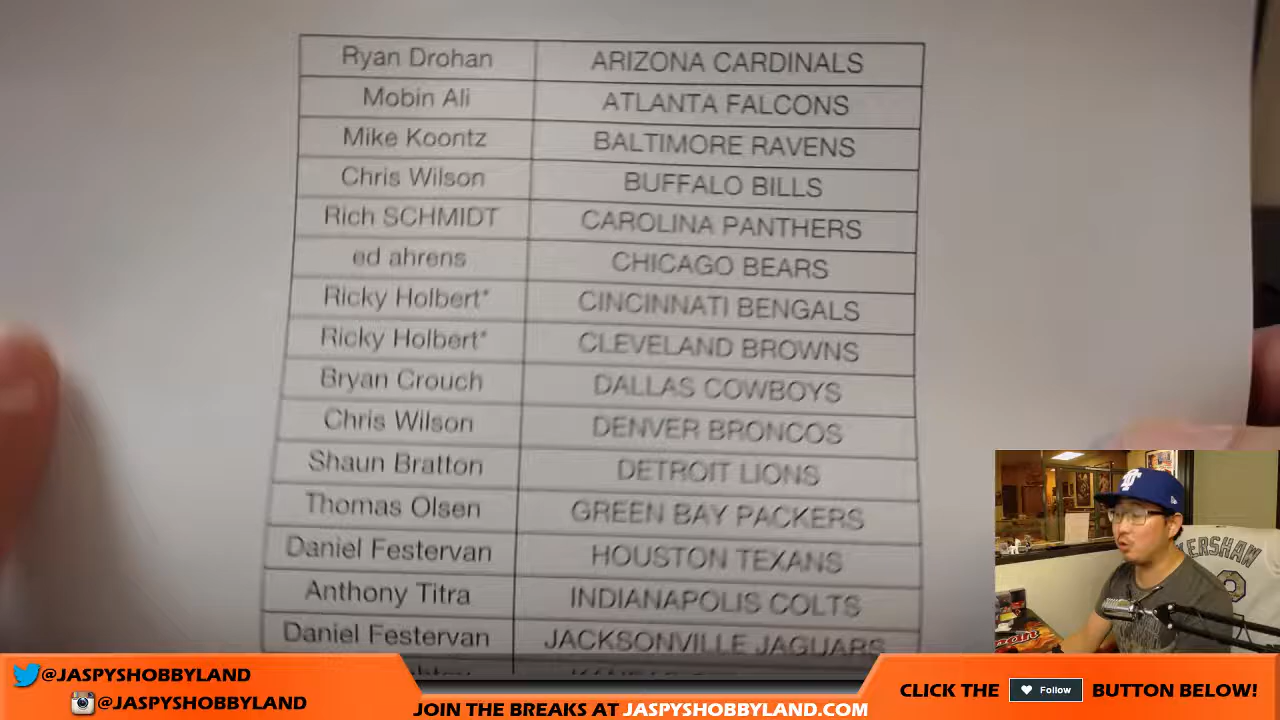 Ryan Drohan ARIZONA CARDINALS
Mobin Ali ATLANTA FALCONS
Mike Koontz BALTIMORE RAVENS
Chris Wilson BUFFALO BILLS
Rich SCHMIDT CAROLINA PANTHERS
ed ahrens CHICAGO BEARS
Ricky Holbert* CINCINNATI BENGALS
Ricky Holbert* CLEVELAND BROWNS
Bryan Crouch DALLAS COWBOYS
Chris Wilson DENVER BRONCOS
Shaun Bratton DETROIT LIONS
Thomas Olsen GREEN BAY PACKERS
Daniel Festervan HOUSTON TEXANS
Anthony Titra INDIANAPOLIS COLTS
Daniel Festervan JACKSONVILLE JAGUARS
ERSHAW
@JASPYSHOBBYLAND
@JASPYSHOBBYLAND
JOIN THE BREAKS AT JASPYSHOBBYLAND.COM
CLICK THE Follow BUTTON BELOW!